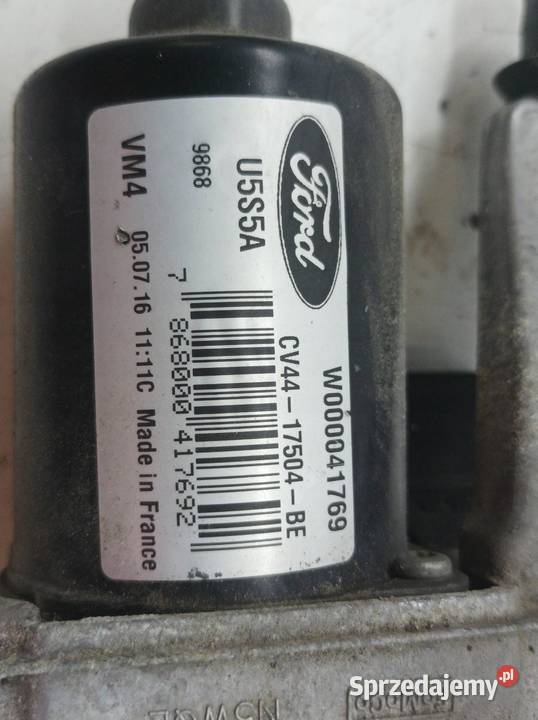 Ford
W000041769
CV44-17504-BE
U5S5A
9868
7 868000 417692
VM4 05.07.16 11:11C Made in France
Sprzedajemy.pl